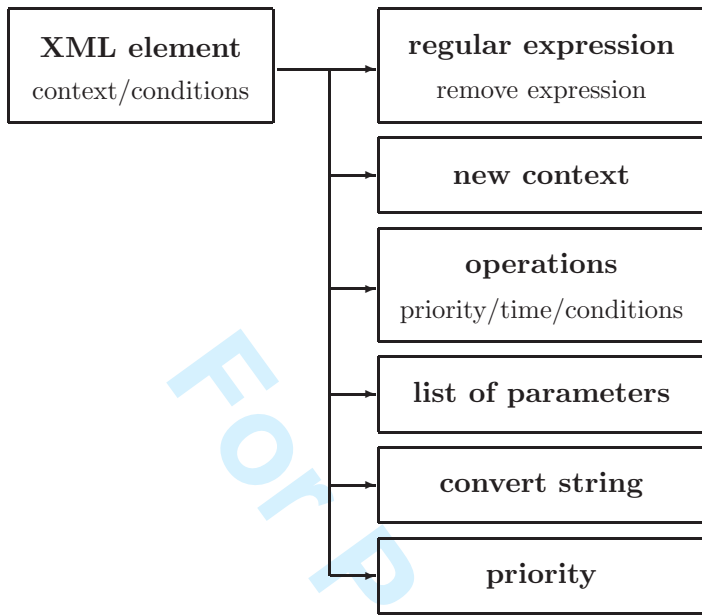 XML element
context/conditions
regular expression
remove expression
new context
operations
priority/time/conditions
list of parameters
convert string
priority
For P